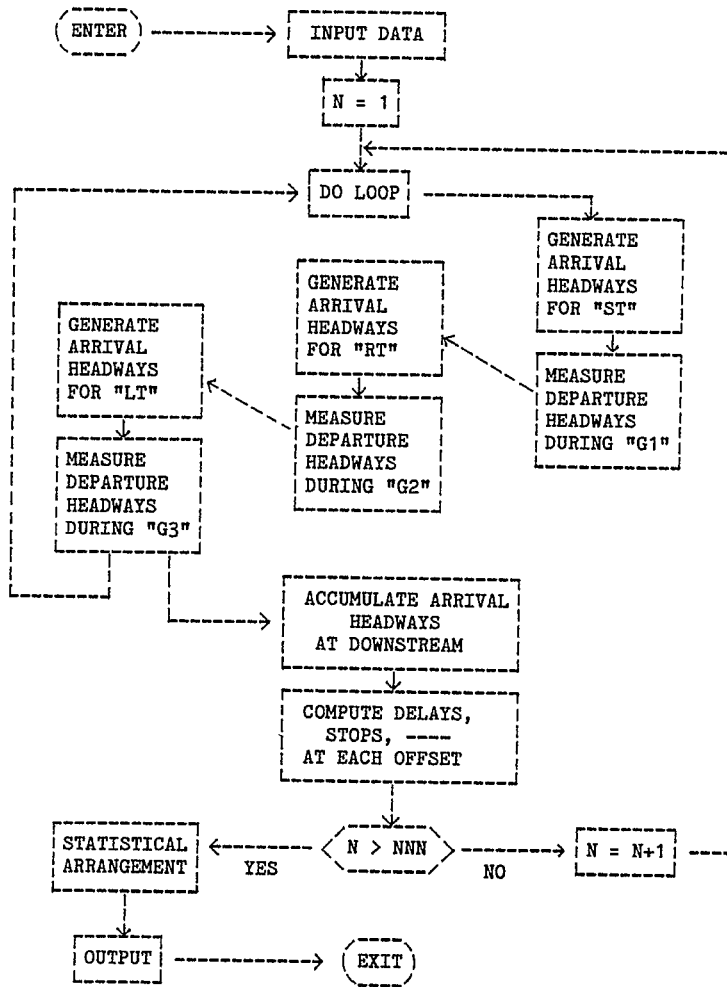 ENTER
INPUT DATA
N = 1
DO LOOP
GENERATE
ARRIVAL
HEADWAYS
FOR "ST"
MEASURE
DEPARTURE
HEADWAYS
DURING "G1"
GENERATE
ARRIVAL
HEADWAYS
FOR "RT"
MEASURE
DEPARTURE
HEADWAYS
DURING "G2"
GENERATE
ARRIVAL
HEADWAYS
FOR "LT"
MEASURE
DEPARTURE
HEADWAYS
DURING "G3"
ACCUMULATE ARRIVAL
HEADWAYS
AT DOWNSTREAM
COMPUTE DELAYS,
STOPS, ----
AT EACH OFFSET
N > NNN
YES
NO
N = N+1
STATISTICAL
ARRANGEMENT
OUTPUT
EXIT